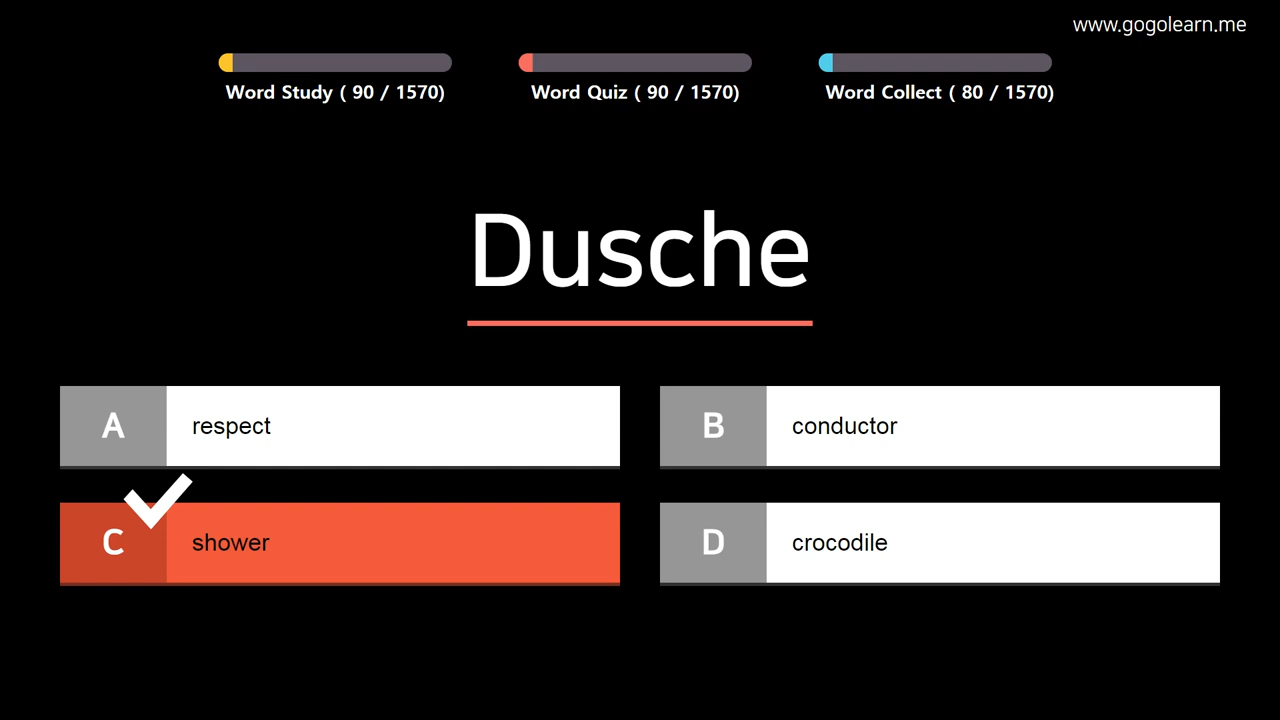 www.gogolearn.me
Word Study ( 90 / 1570)
Word Quiz ( 90 / 1570)
Word Collect ( 80 / 1570)
Dusche
A
respect
B
conductor
C
shower
D
crocodile